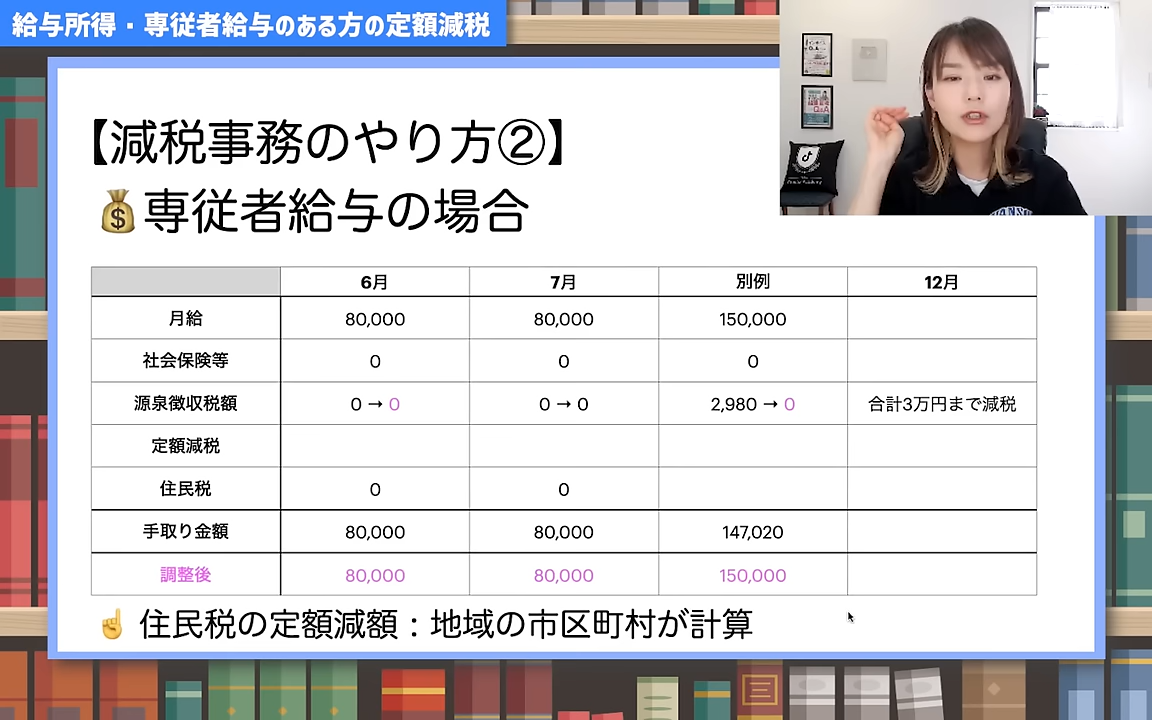 給与所得・専従者給与のある方の定額減税
【減税事務のやり方②】
専従者給与の場合
6月 7月 別例 12月
月給 80,000 80,000 150,000
社会保険等 0 0 0
源泉徴収税額 0 → 0 0 → 0 2,980 → 0 合計3万円まで減税
定額減税
住民税 0 0
手取り金額 80,000 80,000 147,020
調整後 80,000 80,000 150,000
住民税の定額減額：地域の市区町村が計算